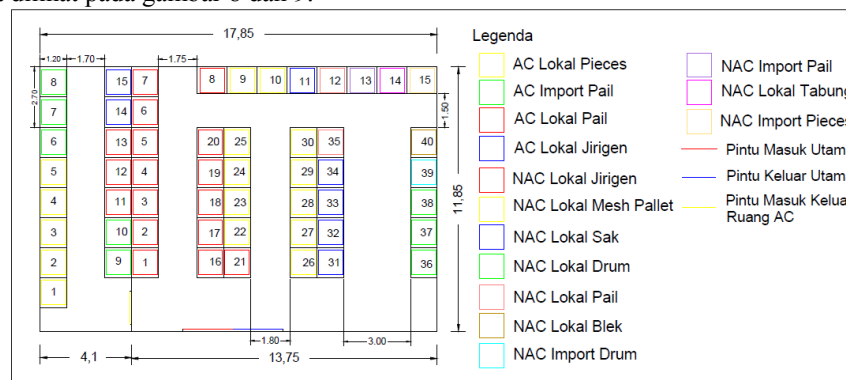 dilihat pada gambar dan 9.
17,85
1.20 1.70 1.75
2.70
8 15 7 8 9 10 11 12 13 14 15
1.50
7 14 6
6 13 5 20 25 30 35 40
5 12 4 19 24 29 34 39
4 11 3 18 23 28 33 38
11,85
3 10 2 17 22 27 32 37
2 9 1 16 21 26 31 36
1
1.80 3.00
4,1 13,75
Legenda
AC Lokal Pieces
AC Import Pail
AC Lokal Pail
AC Lokal Jirigen
NAC Lokal Jirigen
NAC Lokal Mesh Pallet
NAC Lokal Sak
NAC Lokal Drum
NAC Lokal Pail
NAC Lokal Blek
NAC Import Drum
NAC Import Pail
NAC Lokal Tabung
NAC Import Pieces
Pintu Masuk Utam
Pintu Keluar Utam
Pintu Masuk Kelua
Ruang AC